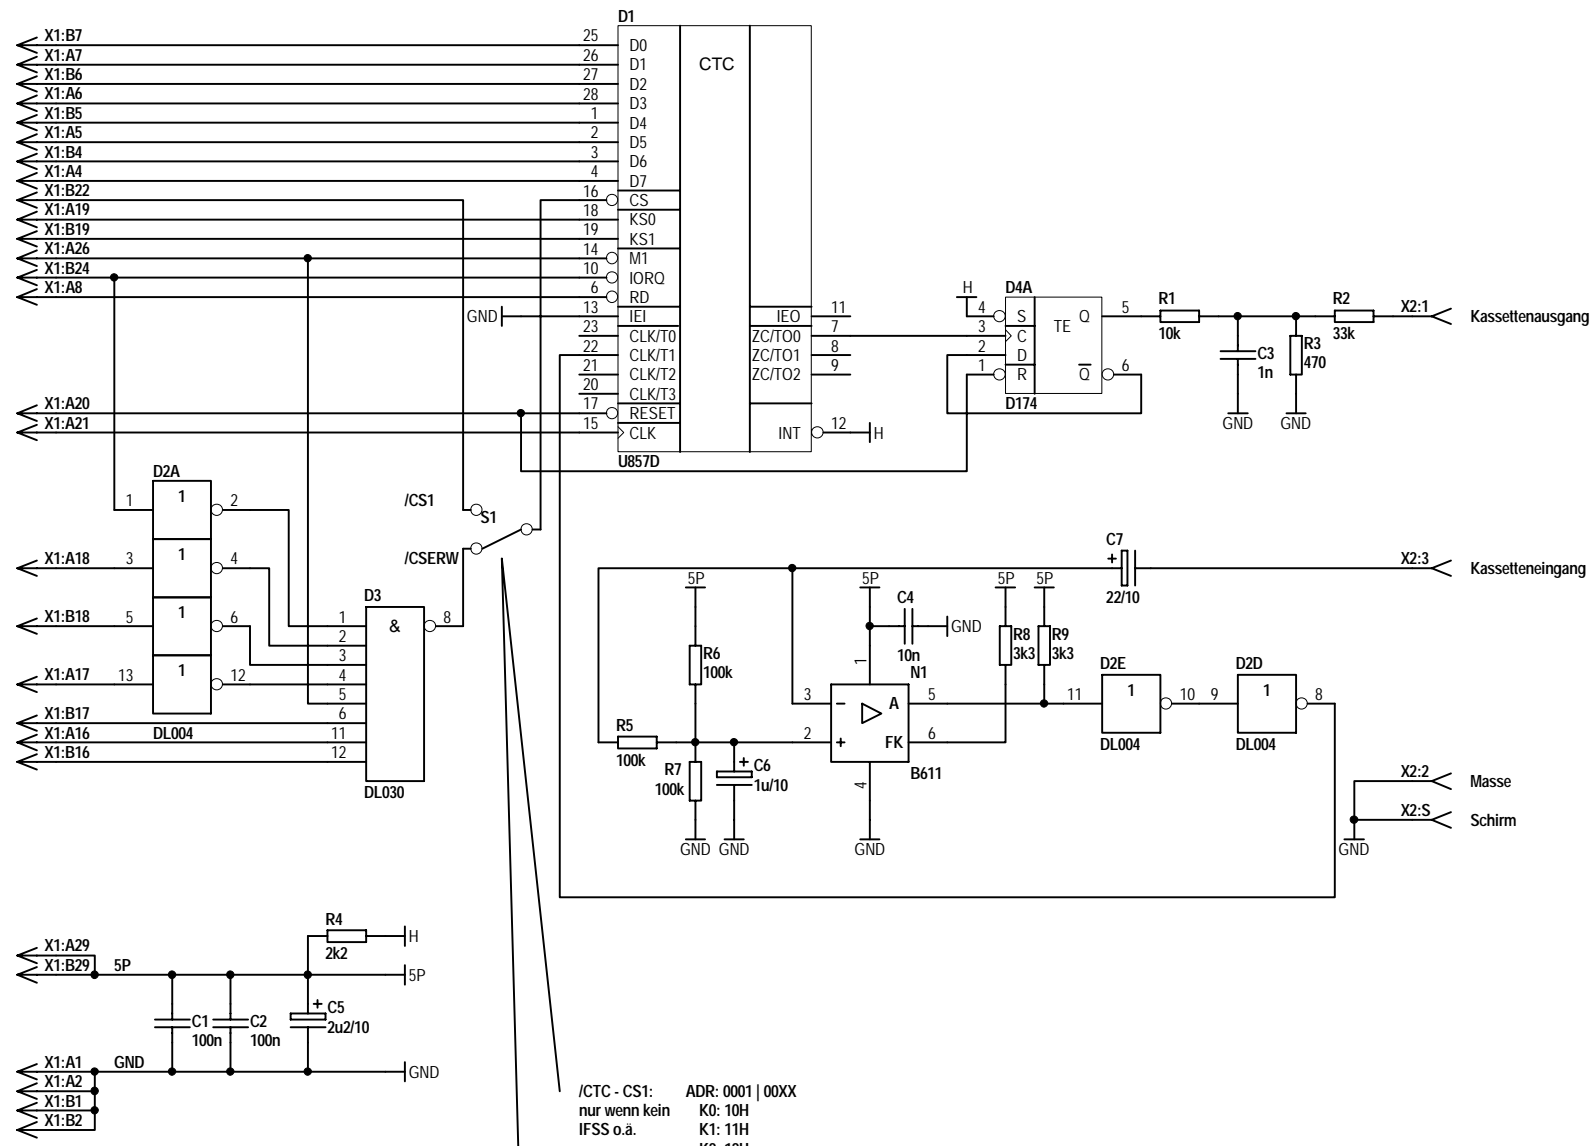 D1
X1:B7 25 D0
X1:A7 26 D1 CTC
X1:B6 27 D2
X1:A6 28 D3
X1:B5 1 D4
X1:A5 2 D5
X1:B4 3 D6
X1:A4 4 D7
X1:B22 16 CS
X1:A19 18 KS0
X1:B19 19 KS1
X1:A26 14 M1
X1:B24 10 IORQ
X1:A8 6 RD
GND 13 IEI IEO 11
23 CLK/T0 ZC/TO0 7
22 CLK/T1 ZC/TO1 8
21 CLK/T2 ZC/TO2 9
20 CLK/T3
X1:A20 17 RESET
X1:A21 15 CLK INT 12 H
U857D
H D4A
4 S TE Q 5
3 C
2 D
1 R Q 6
D174
R1 10k
C3 1n
R3 470
R2 33k
X2:1 Kassettenausgang
GND GND
D2A
1 1 2
X1:A18 3 1 4
X1:B18 5 1 6
X1:A17 13 1 12
DL004
X1:B17
X1:A16
X1:B16
/CS1
S1
/CSERW
D3
1 & 8
2
3
4
5
6
11
12
DL030
C7 + 22/10
X2:3 Kasseteneingang
5P 5P 5P 5P
C4 10n GND
R6 100k
R8 3k3
R9 3k3
N1
1
3 – A 5
2 + FK 6
4
B611
R5 100k
R7 100k
+ C6 1u/10
GND GND GND
D2E
11 1 10
DL004
D2D
9 1 8
DL004
X2:2 Masse
X2:S Schirm
GND
R4 2k2 H
X1:A29
X1:B29 5P 5P
C1 100n
C2 100n
+ C5 2u2/10
X1:A1 GND GND
X1:A2
X1:B1
X1:B2
/CTC - CS1: ADR: 0001 | 00XX
nur wenn kein K0: 10H
IFSS o.ä. K1: 11H